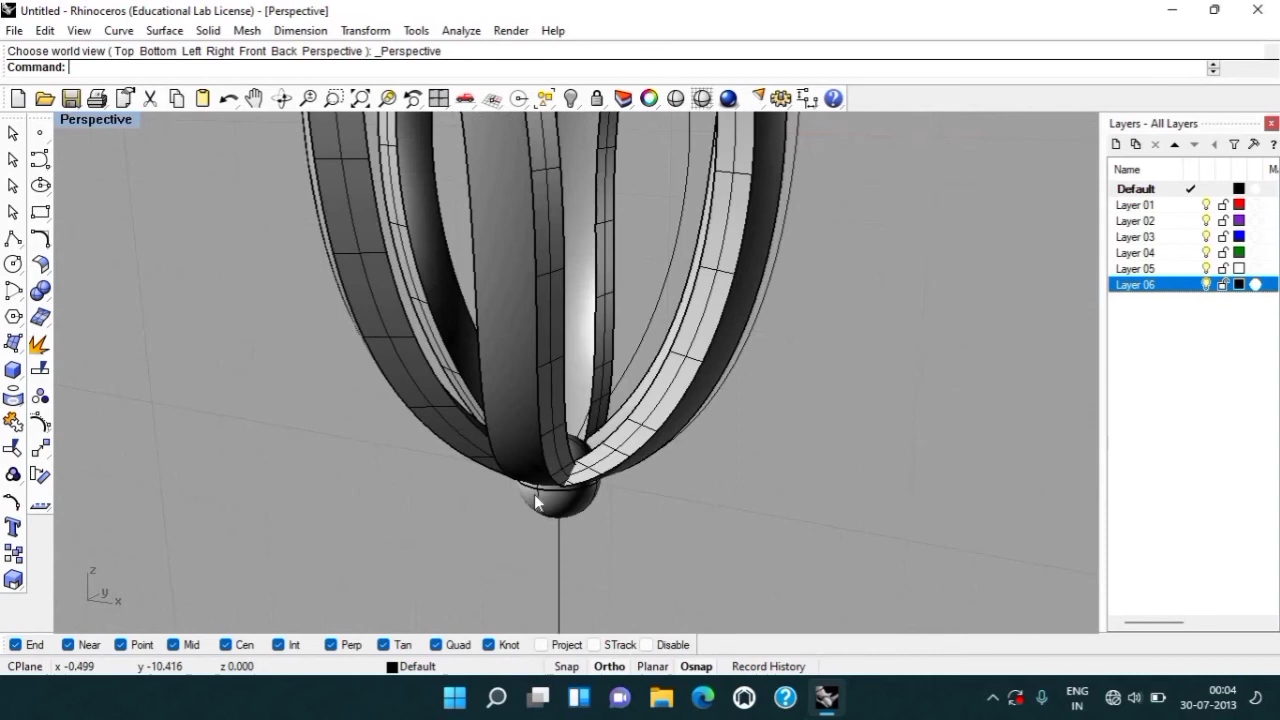 Untitled - Rhinoceros (Educational Lab License) - [Perspective]
File Edit View Curve Surface Solid Mesh Dimension Transform Tools Analyze Render Help
Choose world view ( Top Bottom Left Right Front Back Perspective ): _Perspective
Command:
Perspective
Layers - All Layers
Name M
Default
Layer 01
Layer 02
Layer 03
Layer 04
Layer 05
Layer 06
z
y
x
End Near Point Mid Cen Int Perp Tan Quad Knot Project STrack Disable
CPlane x -0.499 y -10.416 z 0.000 Default Snap Ortho Planar Osnap Record History
ENG
IN
00:04
30-07-2013